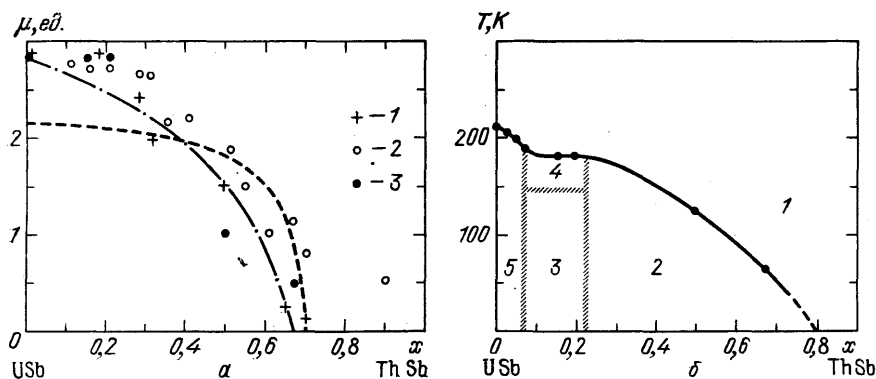 μ, ед.
2
1
0
+ — 1
○ — 2
● — 3
0,2 0,4 0,6 0,8 x
USb а ThSb
T, K
200
100
0
1
4
5 3 2
0 0,2 0,4 0,6 0,8 x
USb б ThSb